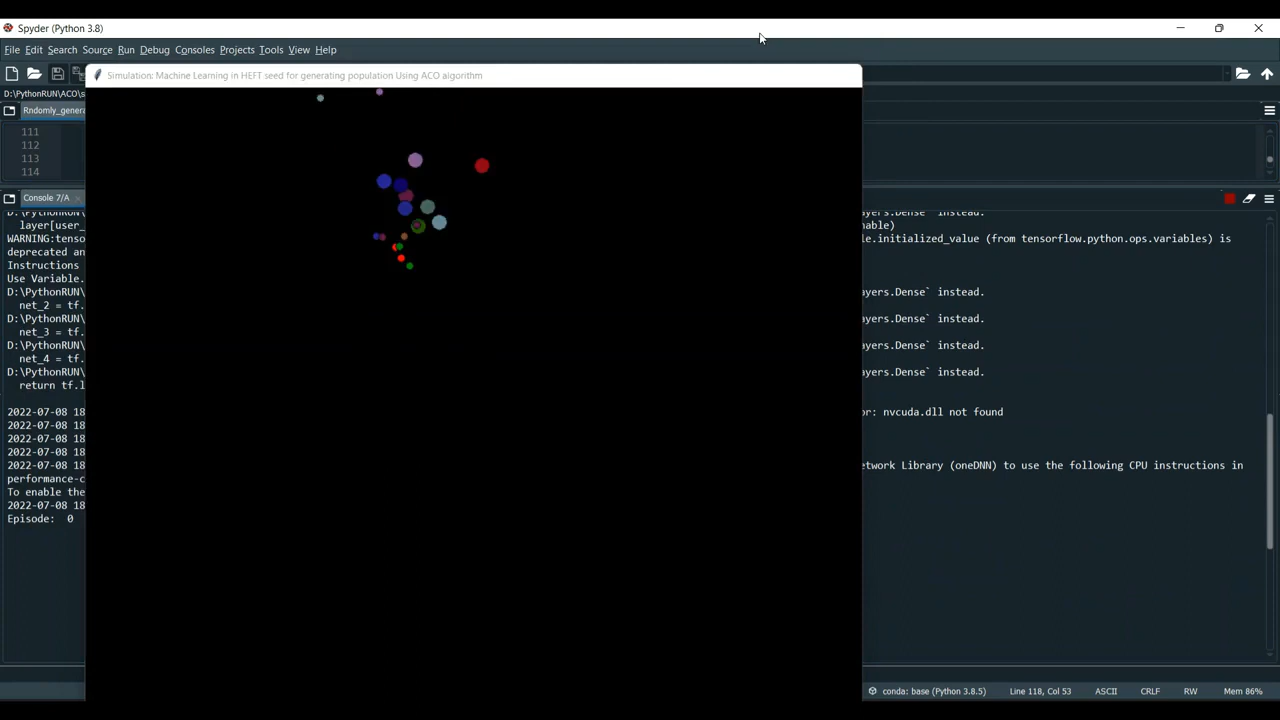 Spyder (Python 3.8)
File Edit Search Source Run Debug Consoles Projects Tools View Help
Simulation: Machine Learning in HEFT seed for generating population Using ACO algorithm
D:\PythonRUN\ACO\s
Rndomly_genera
111
112
113
114
Console 7/A
D:\PythonRUN\ ayers.Dense` instead.
layer[user_ nable)
WARNING:tenso le.initialized_value (from tensorflow.python.ops.variables) is
deprecated an
Instructions
Use Variable.
D:\PythonRUN\ ayers.Dense` instead.
net_2 = tf.
D:\PythonRUN\ ayers.Dense` instead.
net_3 = tf.
D:\PythonRUN\ ayers.Dense` instead.
net_4 = tf.
D:\PythonRUN\ ayers.Dense` instead.
return tf.l
2022-07-08 18 or: nvcuda.dll not found
2022-07-08 18
2022-07-08 18
2022-07-08 18
2022-07-08 18 etwork Library (oneDNN) to use the following CPU instructions in
performance-c
To enable the
2022-07-08 18
Episode: 0
conda: base (Python 3.8.5) Line 118, Col 53 ASCII CRLF RW Mem 86%